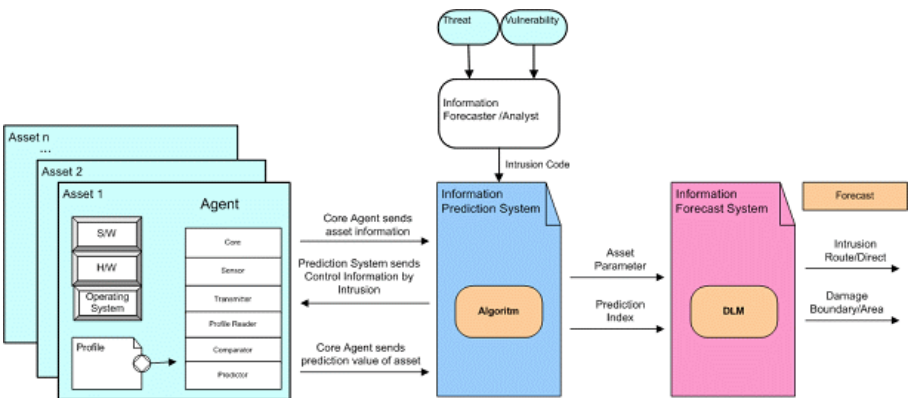 Threat
Vulnerability
Information
Forecaster /Analyst
Intrusion Code
Asset n
...
Asset 2
Asset 1
Agent
S/W
H/W
Operating
System
Profile
Core
Sensor
Transmitter
Profile Reader
Comparator
Predictor
Core Agent sends
asset information
Prediction System sends
Control Information by
Intrusion
Core Agent sends
prediction value of asset
Information
Prediction System
Algoritm
Asset
Parameter
Prediction
Index
Information
Forecast System
DLM
Forecast
Intrusion
Route/Direct
Damage
Boundary/Area